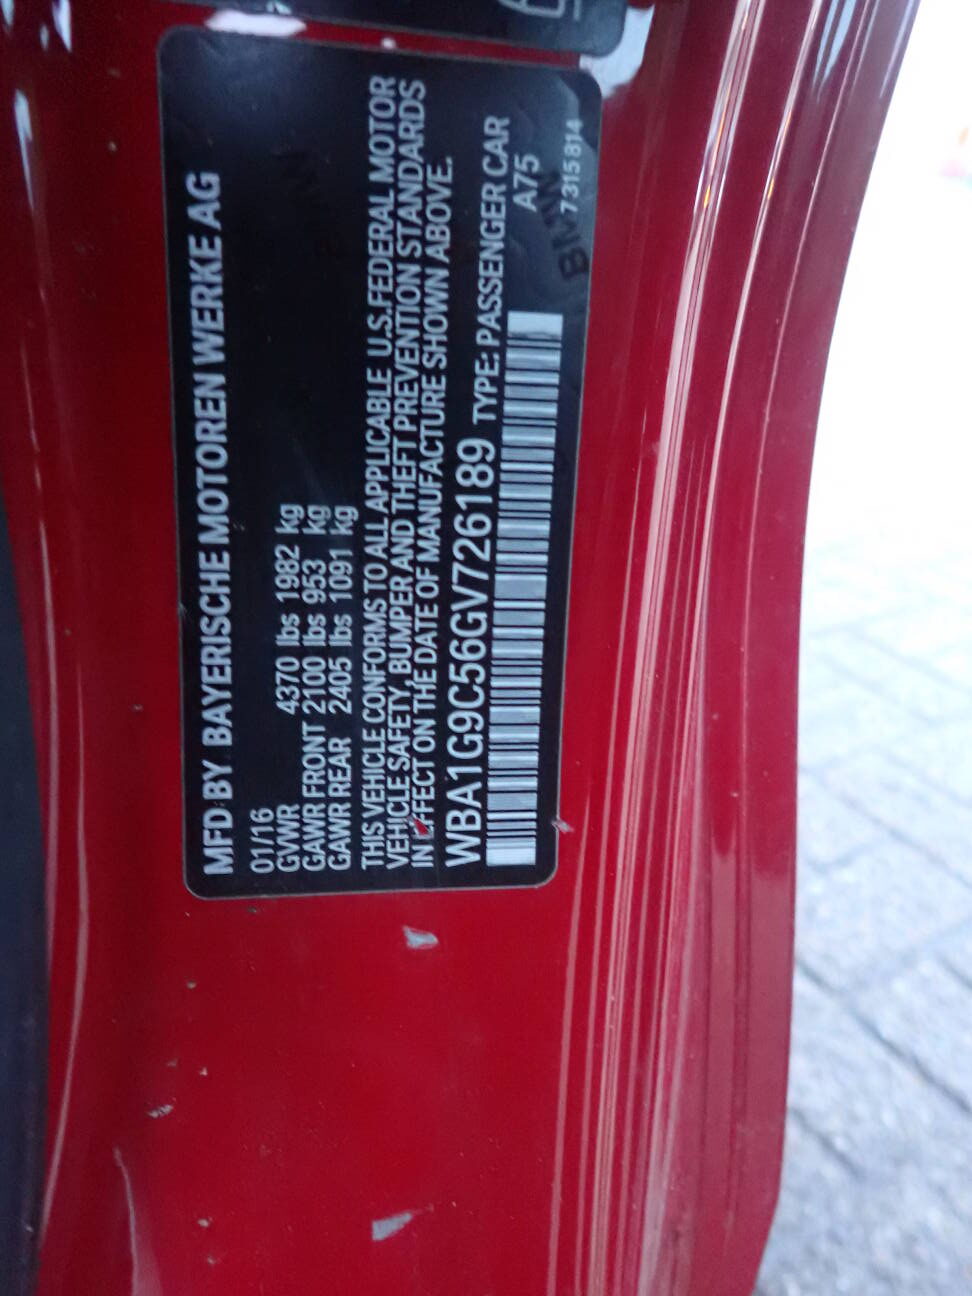 MFD BY BAYERISCHE MOTOREN WERKE AG
01/16
GVWR 4370 lbs 1982 kg
GAWR FRONT 2100 lbs 953 kg
GAWR REAR 2405 lbs 1091 kg
THIS VEHICLE CONFORMS TO ALL APPLICABLE U.S. FEDERAL MOTOR
VEHICLE SAFETY, BUMPER AND THEFT PREVENTION STANDARDS
IN EFFECT ON THE DATE OF MANUFACTURE SHOWN ABOVE.
WBA1G9C56GV726189 TYPE: PASSENGER CAR
A75
BMW
7315814